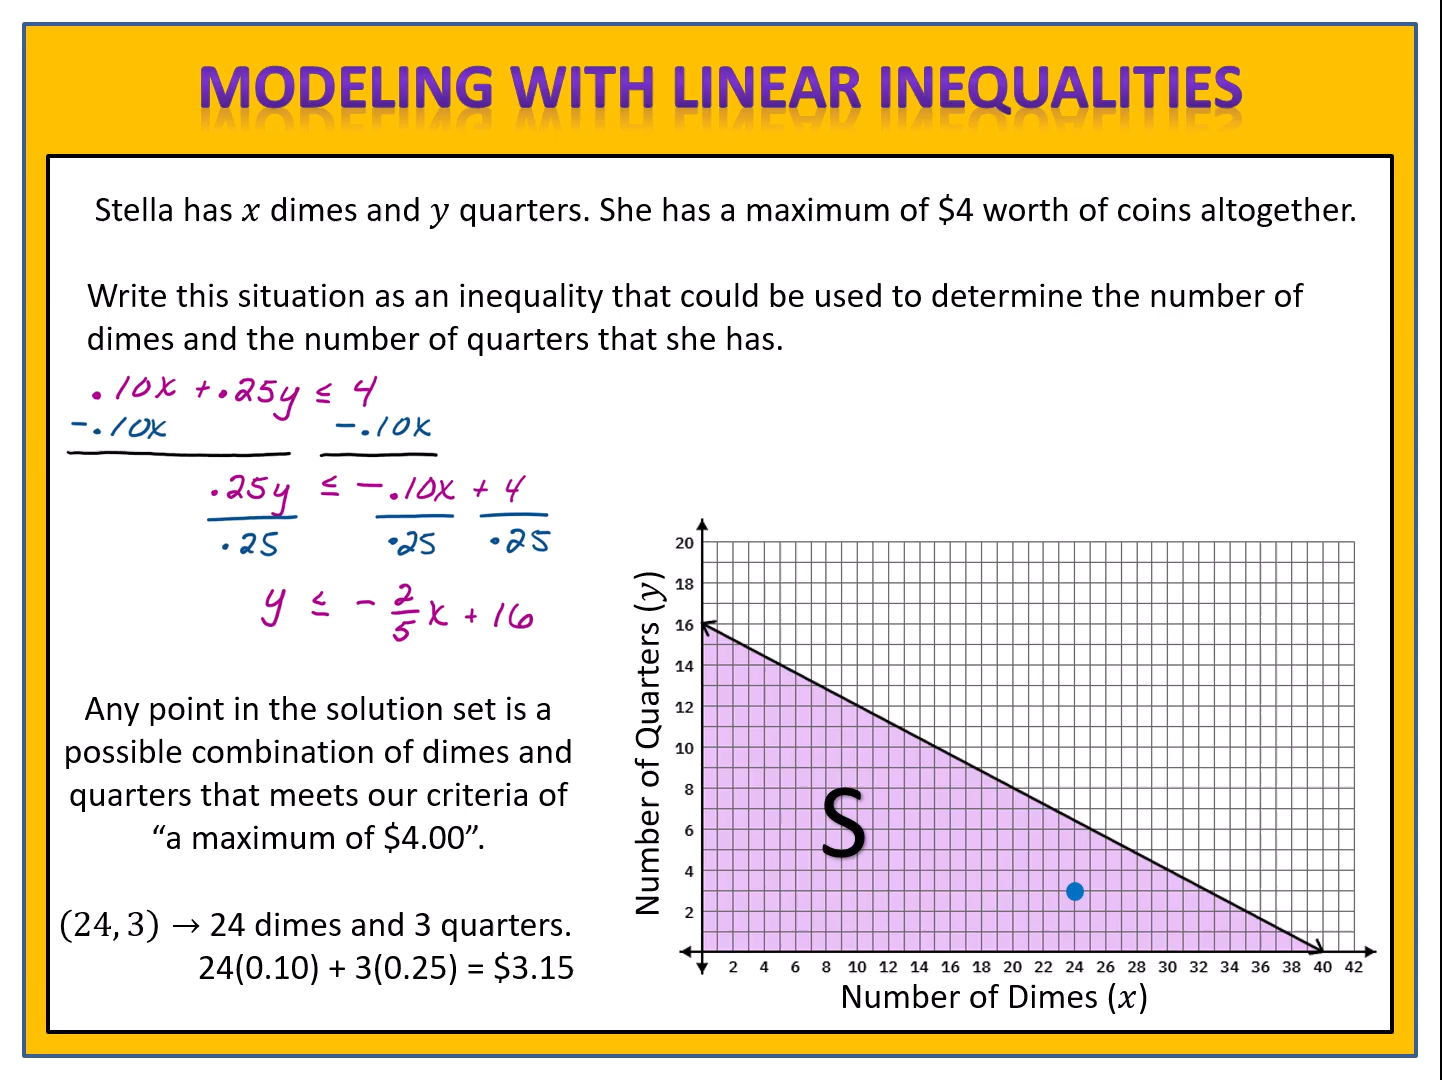 MODELING WITH LINEAR INEQUALITIES
Stella has x dimes and y quarters. She has a maximum of $4 worth of coins altogether.
Write this situation as an inequality that could be used to determine the number of
dimes and the number of quarters that she has.
.10x + .25y ≤ 4
-.10x -.10x
.25y ≤ -.10x + 4
.25 .25 .25
y ≤ -2/5x + 16
Any point in the solution set is a
possible combination of dimes and
quarters that meets our criteria of
“a maximum of $4.00”.
(24, 3) → 24 dimes and 3 quarters.
24(0.10) + 3(0.25) = $3.15
Number of Quarters (y)
20
18
16
14
12
10
8
6
4
2
S
2 4 6 8 10 12 14 16 18 20 22 24 26 28 30 32 34 36 38 40 42
Number of Dimes (x)